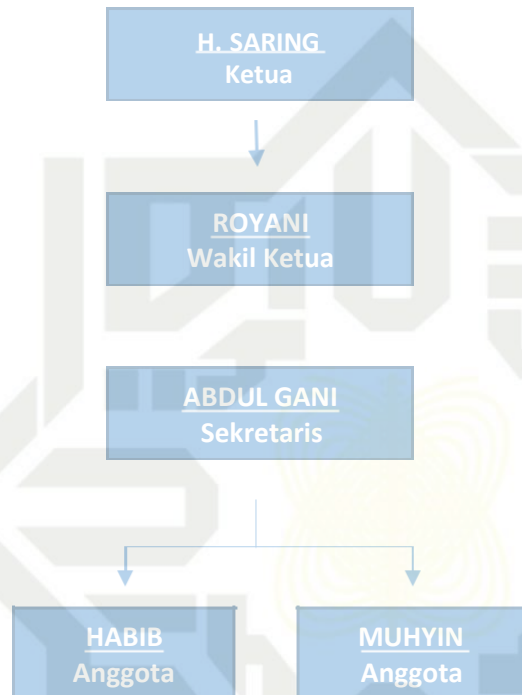 H. SARING
Ketua
ROYANI
Wakil Ketua
ABDUL GANI
Sekretaris
HABIB
Anggota
MUHYIN
Anggota